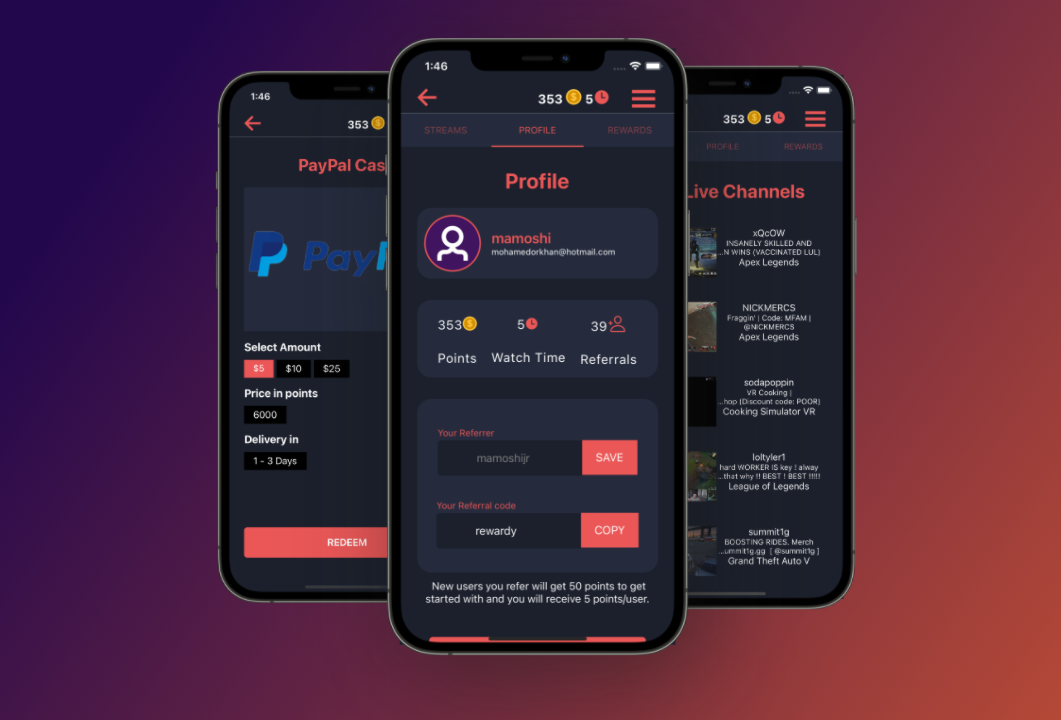 1:46
353
PayPal Cas
PayP
Select Amount
$5 $10 $25
Price in points
6000
Delivery in
1 - 3 Days
REDEEM
1:46
353 5
STREAMS PROFILE REWARDS
Profile
mamoshi
mohamedorkhan@hotmail.com
353 5 39
Points Watch Time Referrals
Your Referrer
mamoshijr SAVE
Your Referral code
rewardy COPY
New users you refer will get 50 points to get
started with and you will receive 5 points/user.
353 5
PROFILE REWARDS
Live Channels
xQcOW
INSANELY SKILLED AND
...N WINS (VACCINATED LUL)
Apex Legends
NICKMERCS
Fraggin' | Code: MFAM |
@NICKMERCS
Apex Legends
sodapoppin
VR Cooking |
...hop (Discount code: POOR)
Cooking Simulator VR
loltyler1
hard WORKER IS key ! alway
...that why !! BEST ! BEST !!!!!
League of Legends
summit1g
BOOSTING RIDES. Merch
...ummit1g.gg [ @summit1g ]
Grand Theft Auto V